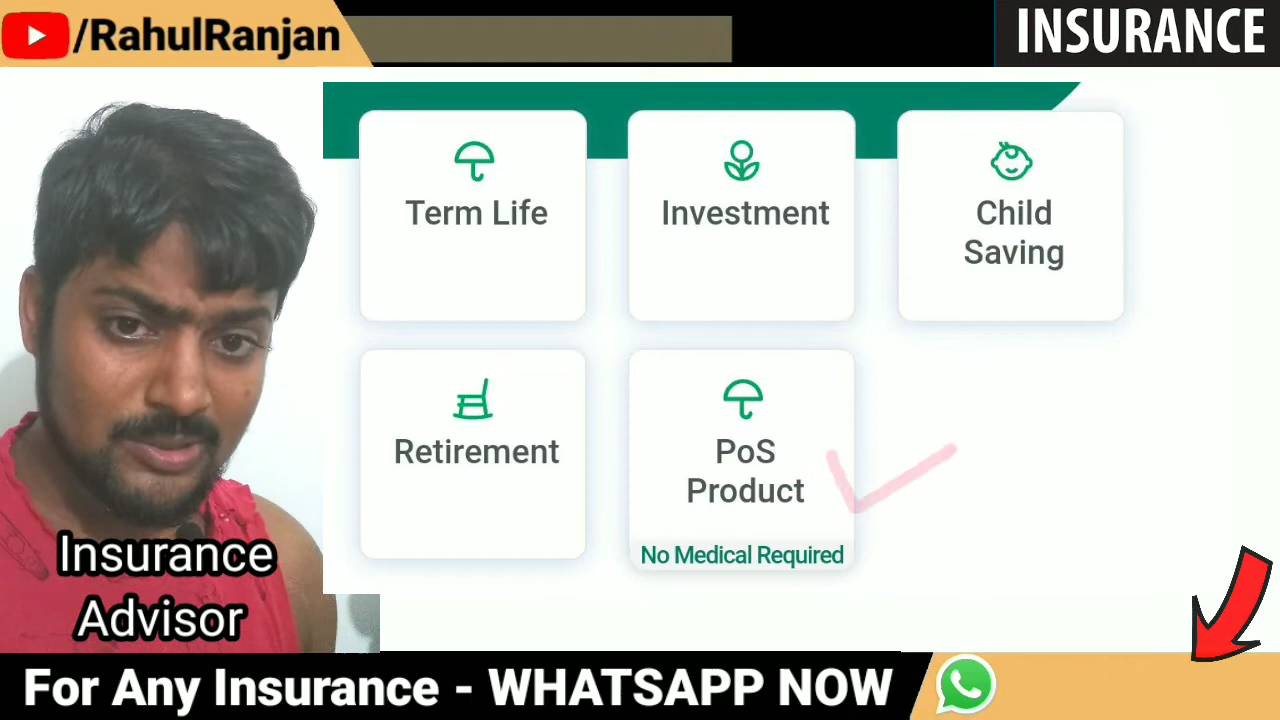 /RahulRanjan
INSURANCE
Term Life
Investment
Child
Saving
Retirement
PoS
Product
No Medical Required
Insurance
Advisor
For Any Insurance - WHATSAPP NOW